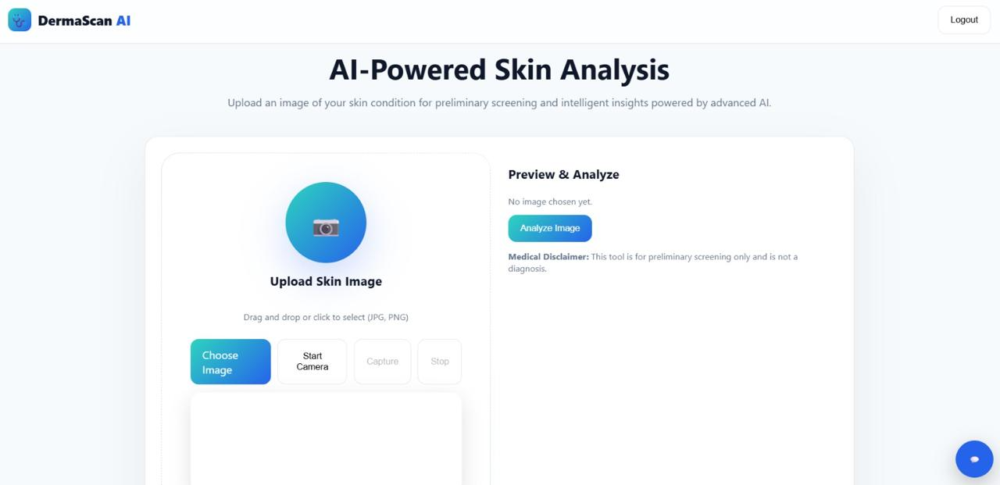 DermaScan AI
Logout
AI-Powered Skin Analysis
Upload an image of your skin condition for preliminary screening and intelligent insights powered by advanced AI.
Upload Skin Image
Drag and drop or click to select (JPG, PNG)
Choose
Image
Start
Camera
Capture
Stop
Preview & Analyze
No image chosen yet.
Analyze Image
Medical Disclaimer: This tool is for preliminary screening only and is not a
diagnosis.